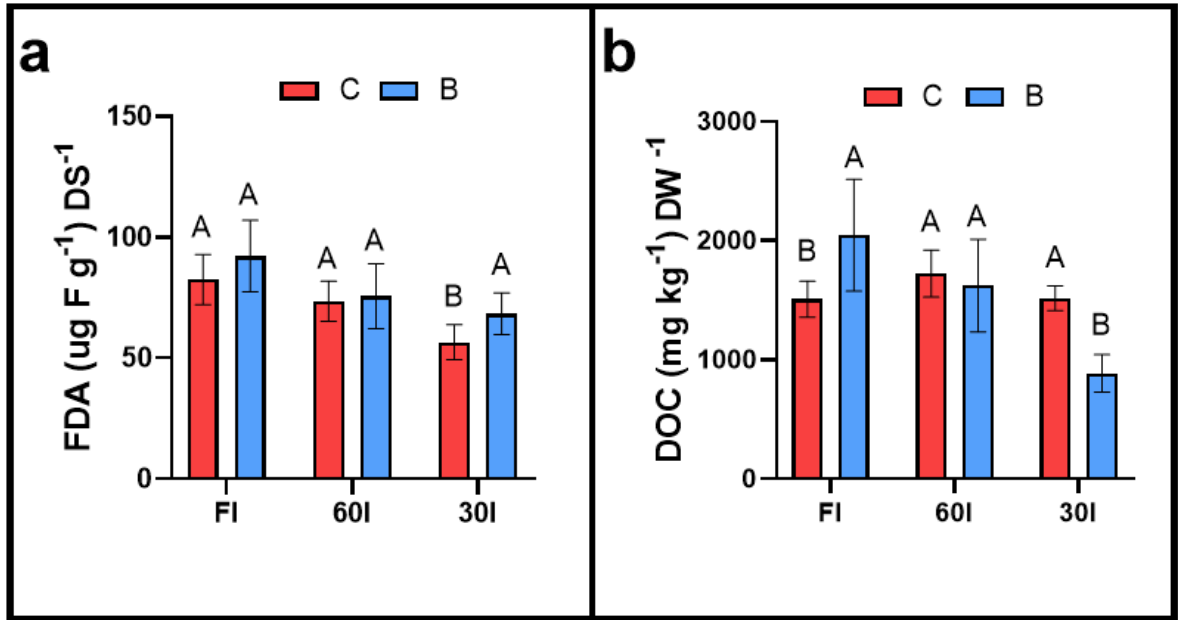 a
C B
150
100
50
0
FDA (ug F g⁻¹) DS⁻¹
A A A A B A
FI 60I 30I
b
C B
3000
2000
1000
0
DOC (mg kg⁻¹) DW ⁻¹
B A A A A B
FI 60I 30I